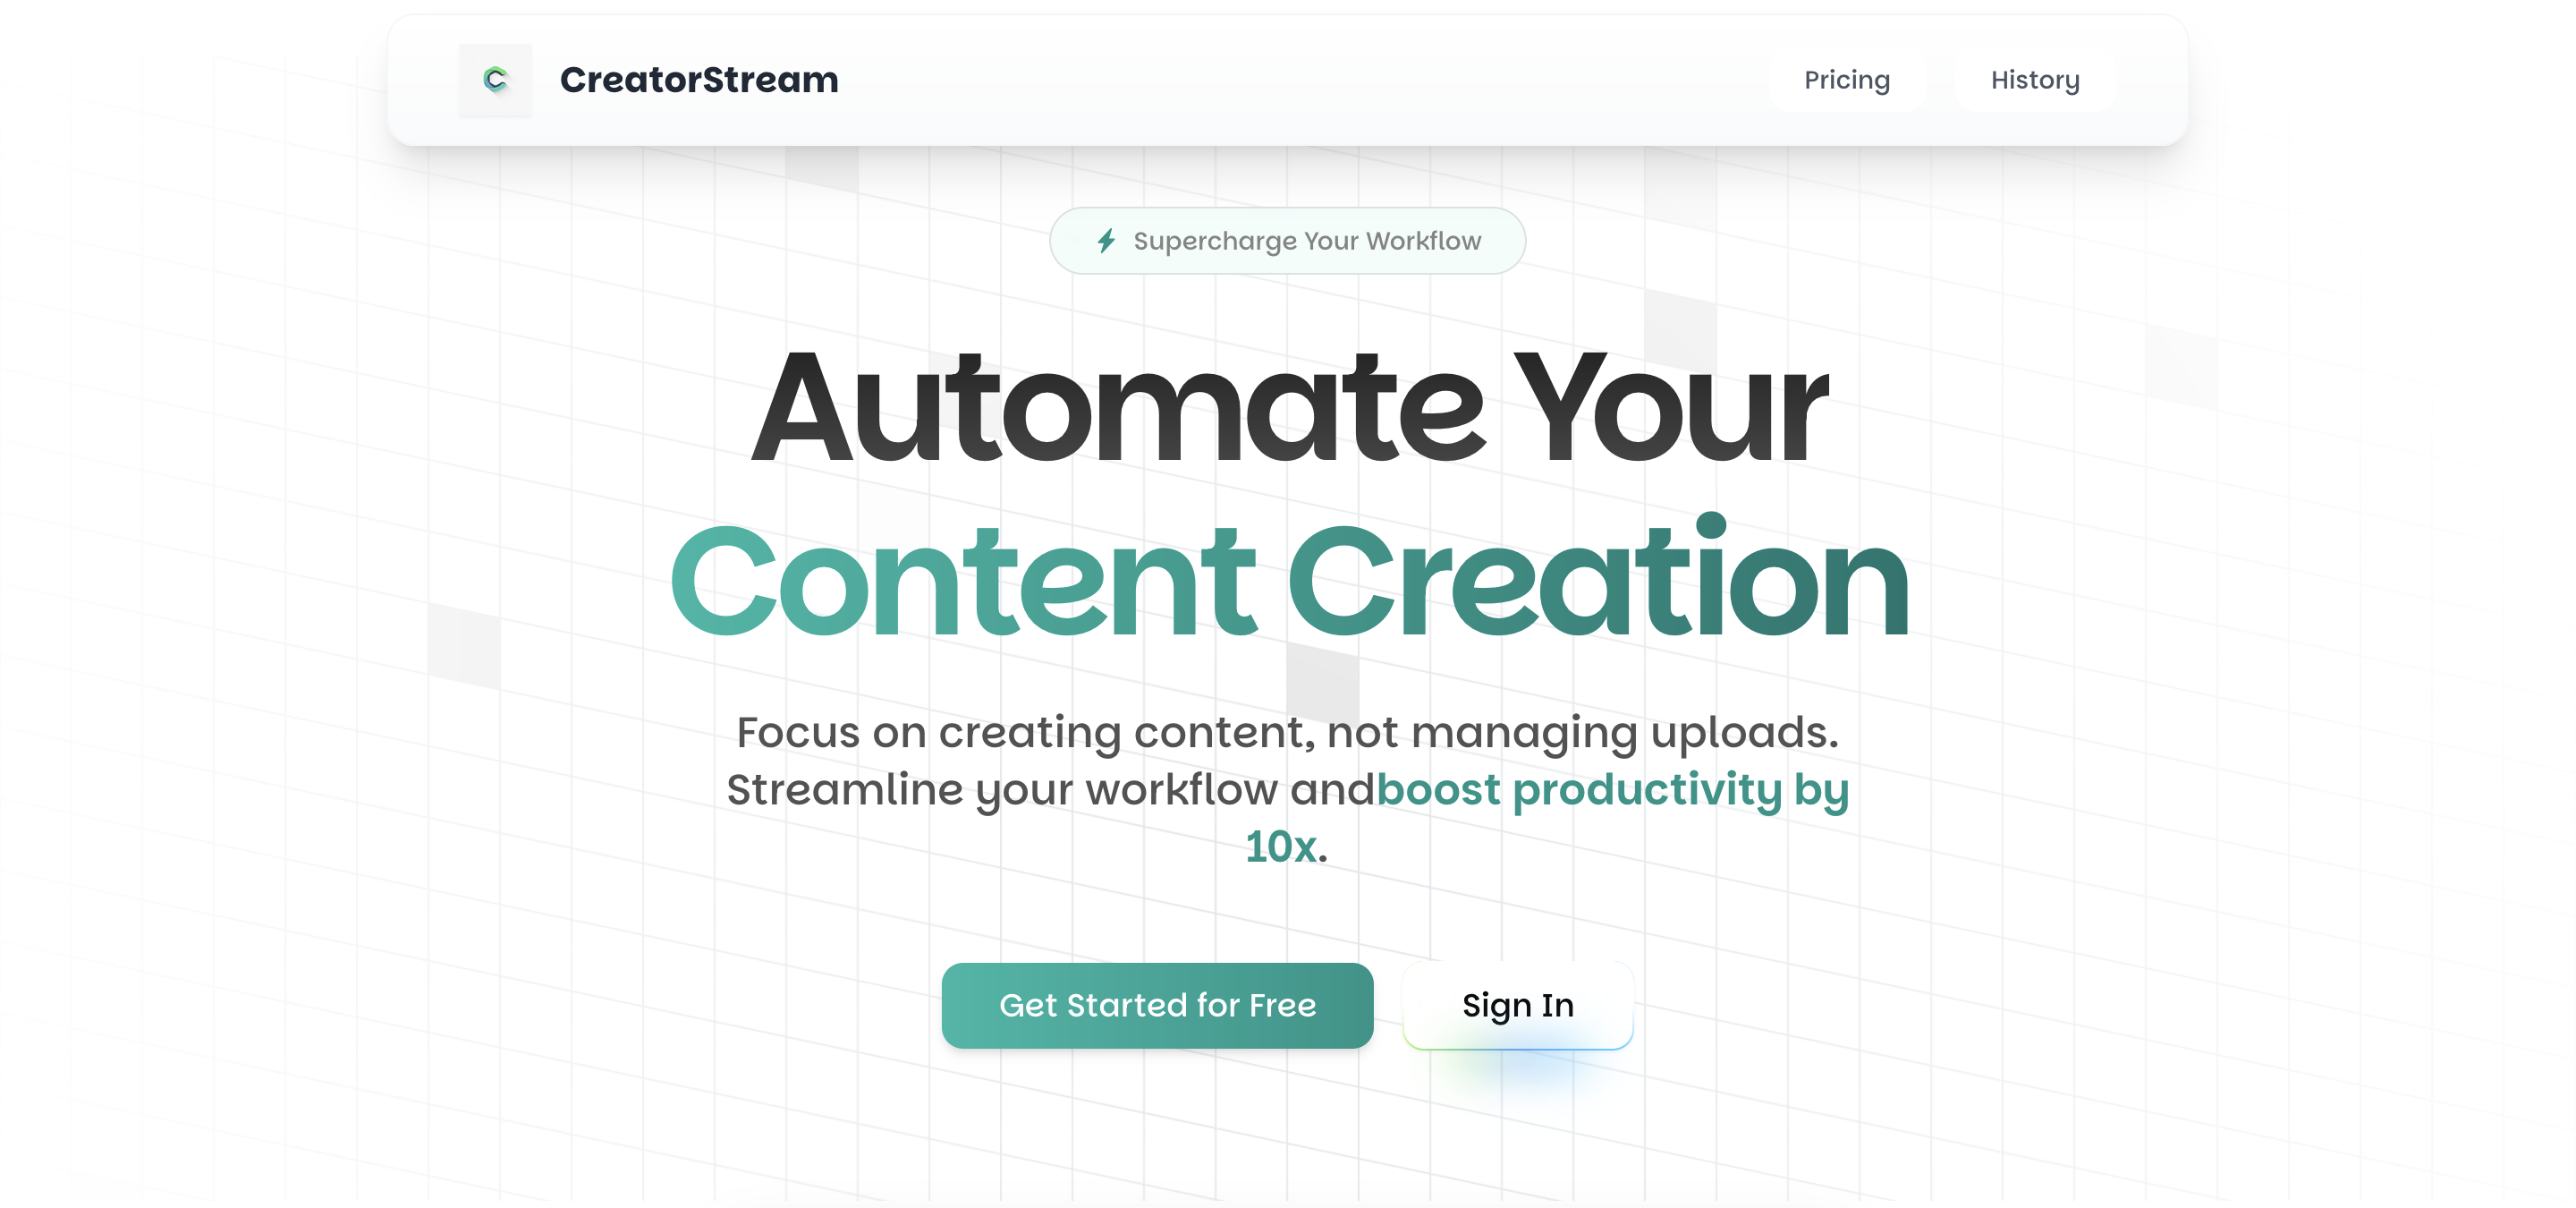 CreatorStream
Pricing
History
Supercharge Your Workflow
Automate Your
Content Creation
Focus on creating content, not managing uploads.
Streamline your workflow andboost productivity by
10x.
Get Started for Free
Sign In